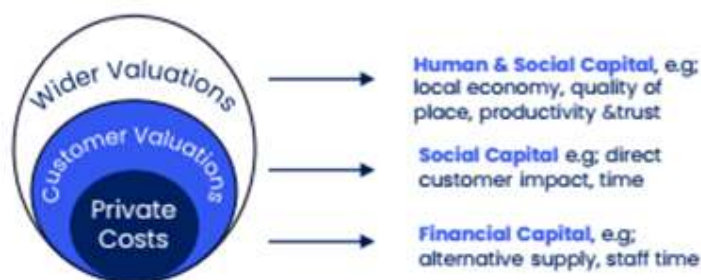 Wider Valuations
Human & Social Capital, e.g;
local economy, quality of
place, productivity &trust
Customer Valuations
Social Capital e.g; direct
customer impact, time
Private
Costs
Financial Capital, e.g;
alternative supply, staff time